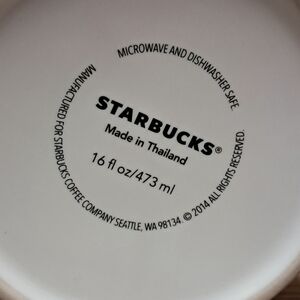 MICROWAVE AND DISHWASHER SAFE.
MANUFACTURED FOR STARBUCKS COFFEE COMPANY SEATTLE, WA 98134 © 2014 ALL RIGHTS RESERVED.
STARBUCKS®
Made in Thailand
16 fl oz/473 ml